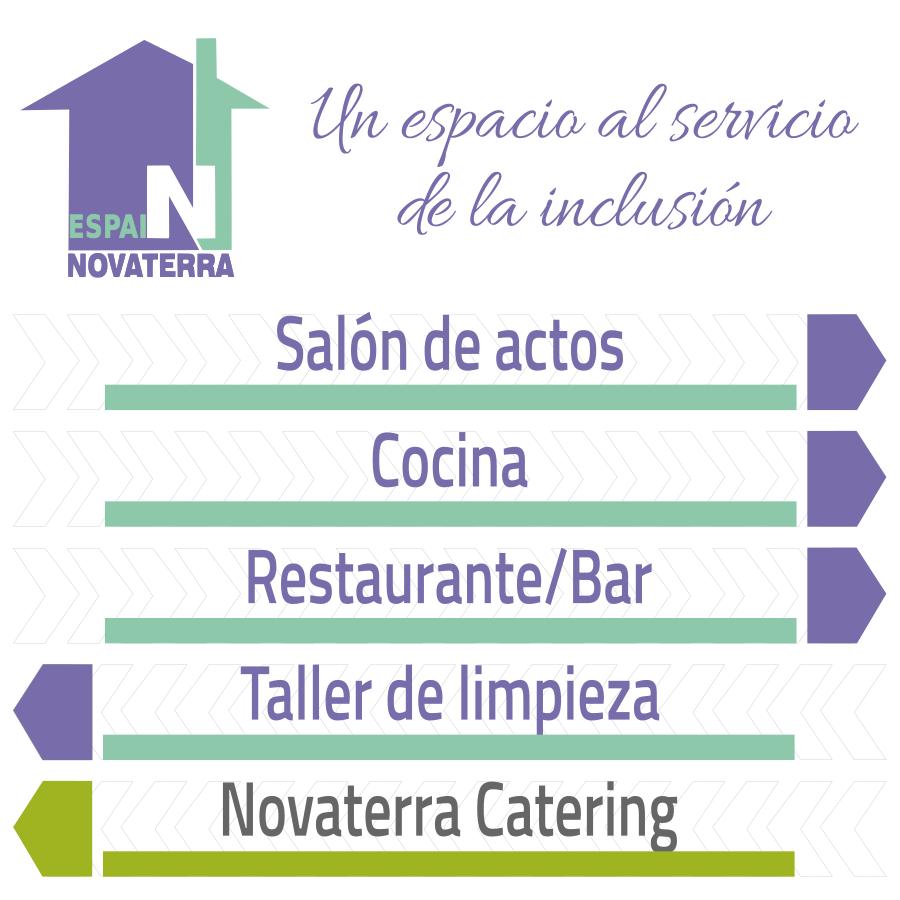 Un espacio al servicio
de la inclusión
ESPAI N
NOVATERRA
Salón de actos
Cocina
Restaurante/Bar
Taller de limpieza
Novaterra Catering